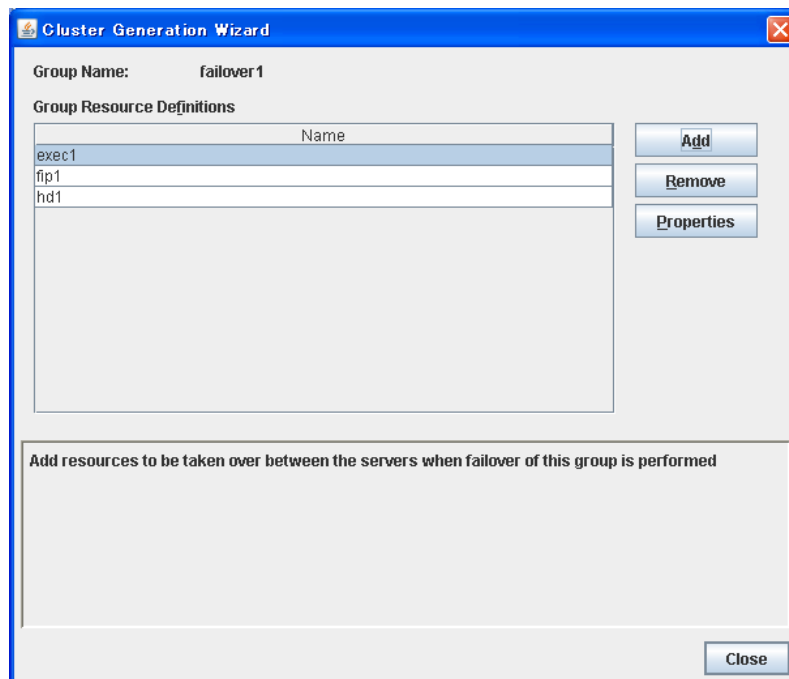 Cluster Generation Wizard
Group Name: failover1
Group Resource Definitions
Name
exec1
fip1
hd1
Add
Remove
Properties
Add resources to be taken over between the servers when failover of this group is performed
Close